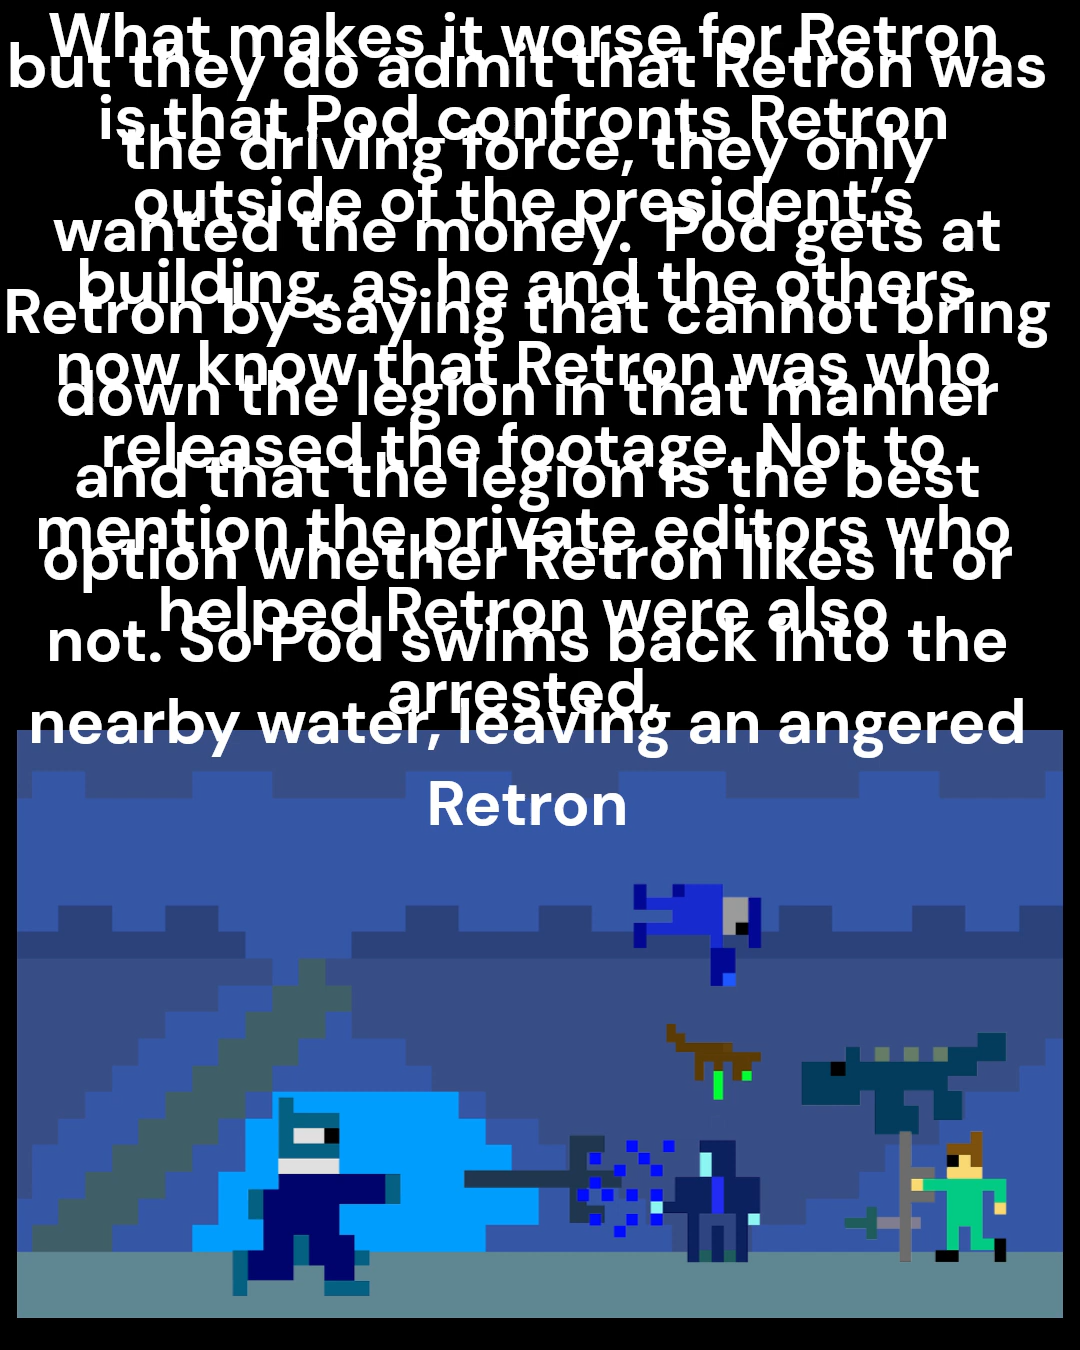 What makes it worse for Retron
is that Pod confronts Retron
outside of the president’s
building, as he and the others
now know that Retron was who
released the footage. Not to
mention the private editors who
helped Retron were also
arrested,
but they do admit that Retron was
the driving force, they only
wanted the money.  Pod gets at
Retron by saying that cannot bring
down the legion in that manner
and that the legion is the best
option whether Retron likes it or
not. So Pod swims back into the
nearby water, leaving an angered
Retron